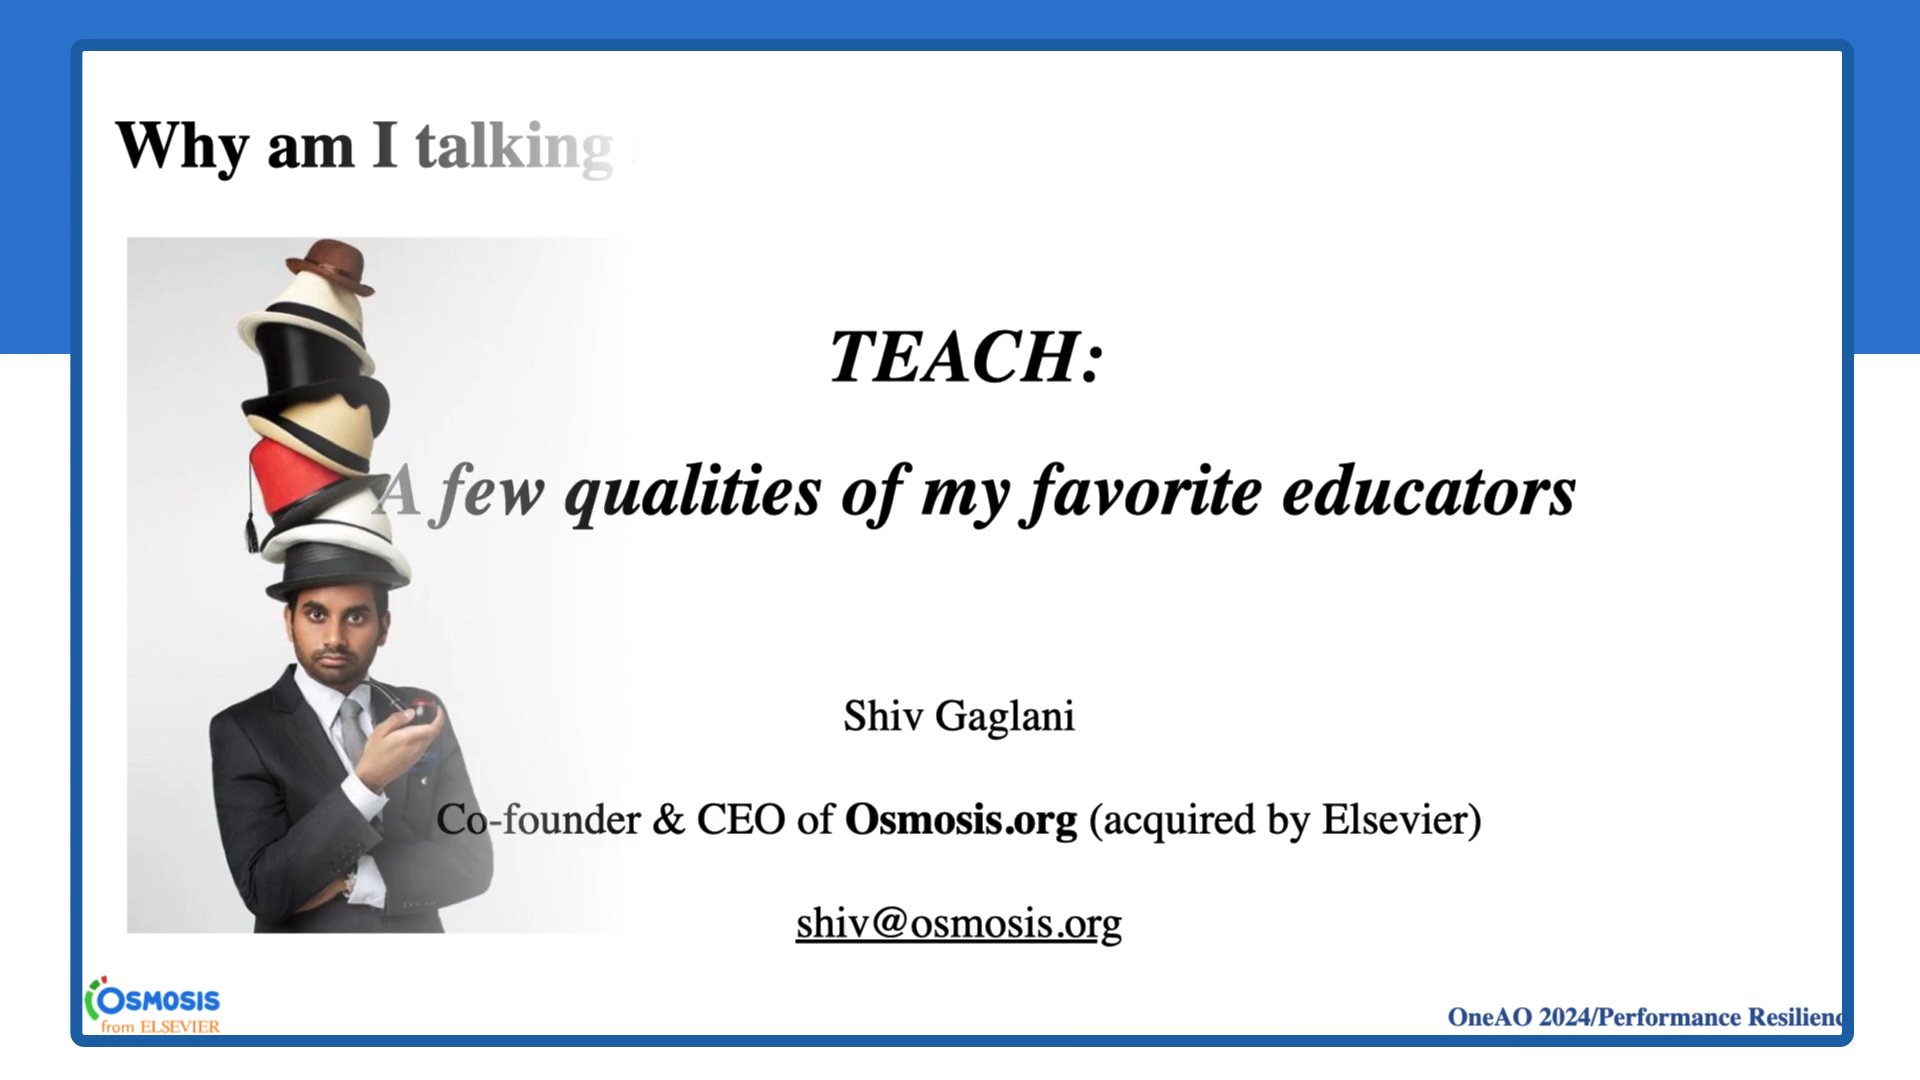 Why am I talking
TEACH:
A few qualities of my favorite educators
Shiv Gaglani
Co-founder & CEO of Osmosis.org (acquired by Elsevier)
shiv@osmosis.org
OSMOSIS
from ELSEVIER
OneAO 2024/Performance Resilienc